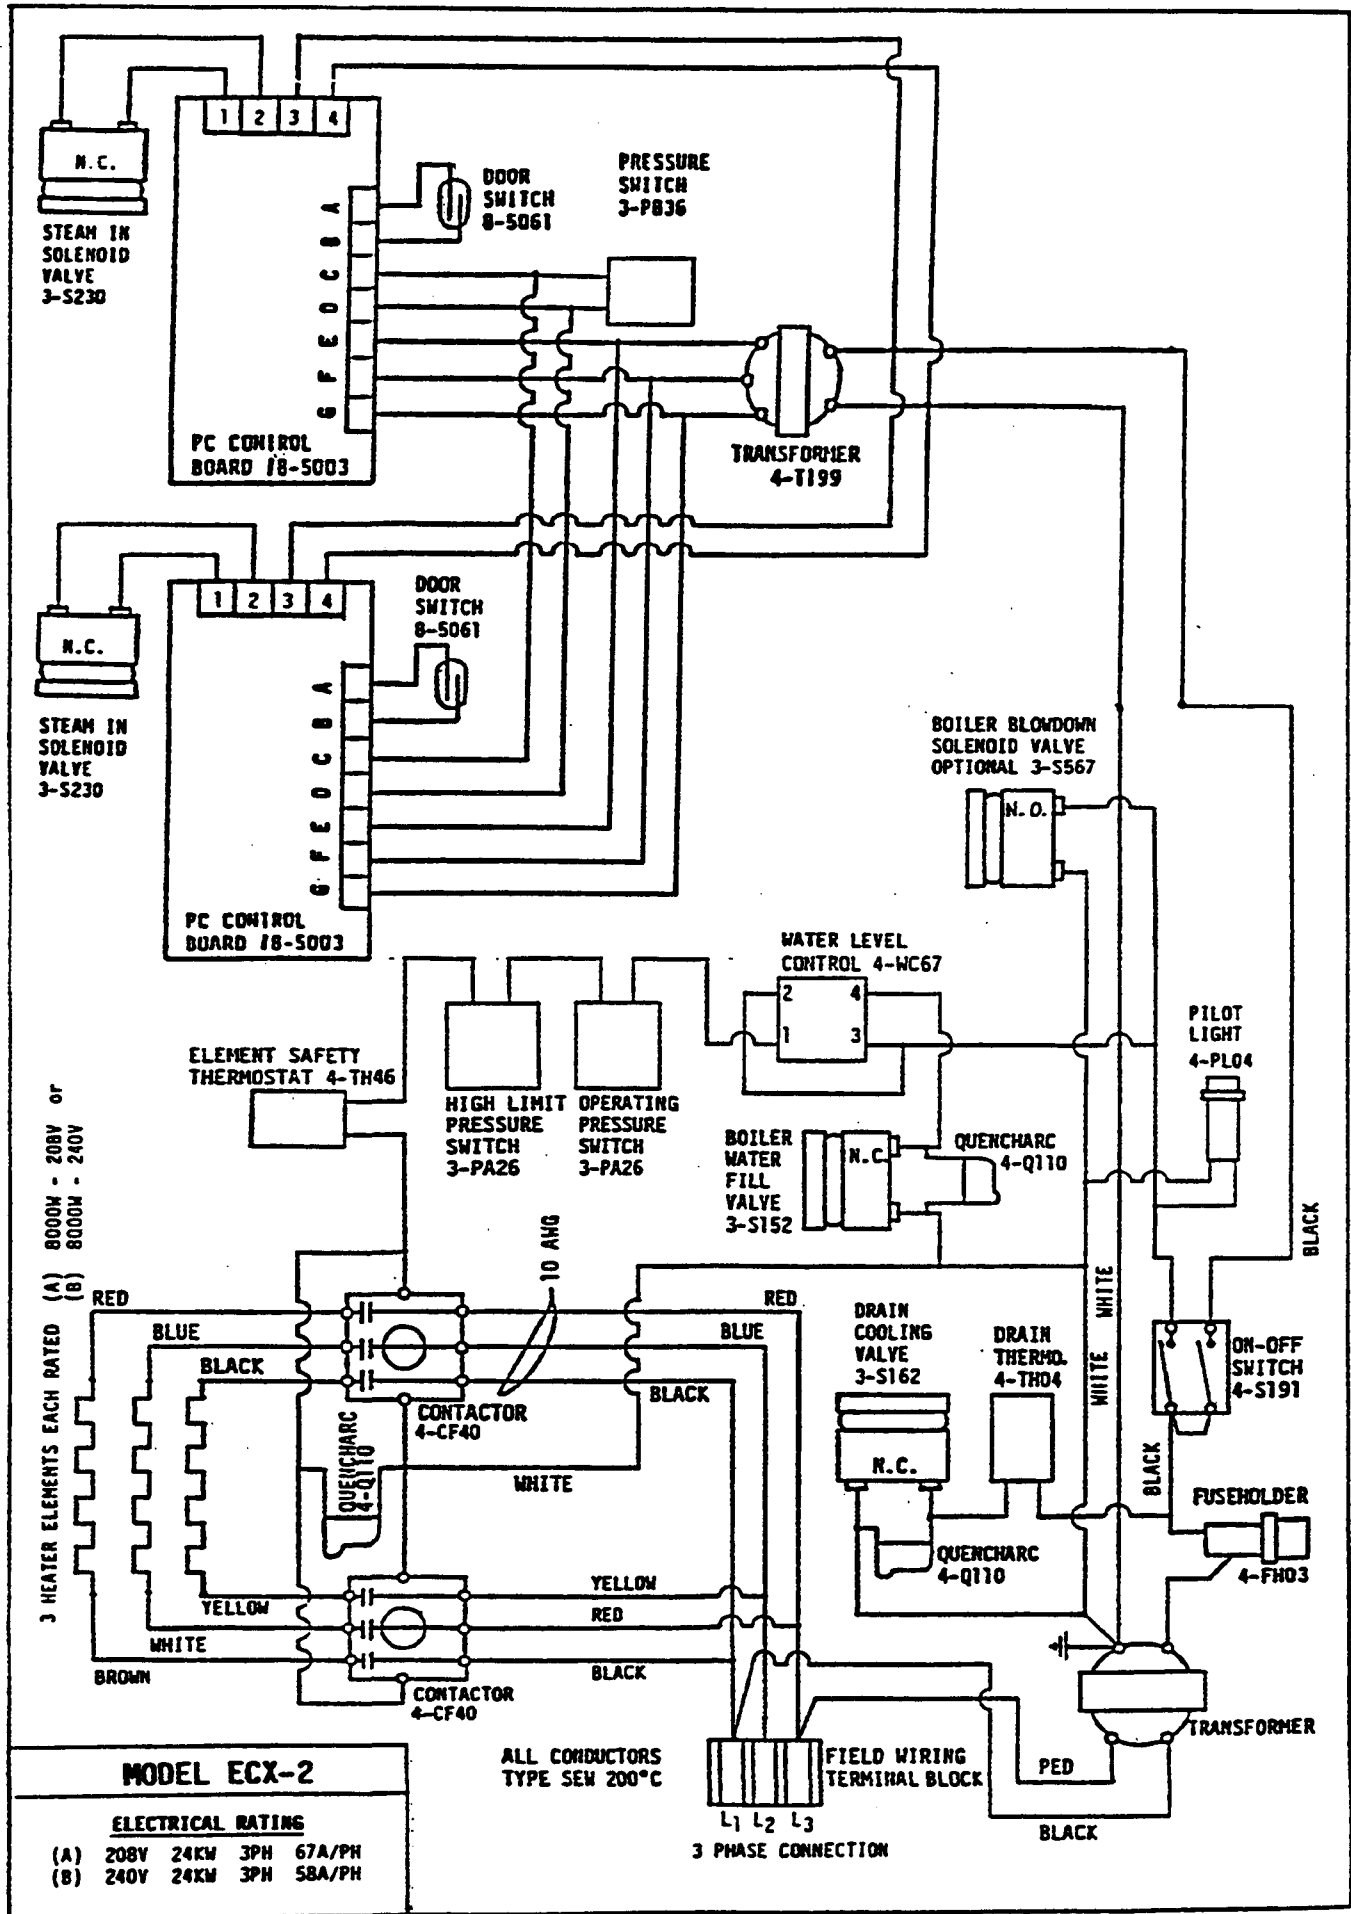 1 2 3 4
N.C.
STEAM IN
SOLENOID
VALVE
3-S230
A
B
C
D
E
F
G
DOOR
SWITCH
8-5061
PRESSURE
SWITCH
3-PB36
PC CONTROL
BOARD 18-5003
TRANSFORMER
4-T199
1 2 3 4
N.C.
STEAM IN
SOLENOID
VALVE
3-S230
DOOR
SWITCH
8-5061
A
B
C
D
E
F
G
PC CONTROL
BOARD 18-5003
BOILER BLOWDOWN
SOLENOID VALVE
OPTIONAL 3-S567
N.O.
WATER LEVEL
CONTROL 4-WC67
2 4
1 3
PILOT
LIGHT
4-PL04
ELEMENT SAFETY
THERMOSTAT 4-TH46
HIGH LIMIT
PRESSURE
SWITCH
3-PA26
OPERATING
PRESSURE
SWITCH
3-PA26
BOILER
WATER
FILL
VALVE
3-S152
N.C.
QUENCHARC
4-Q110
3 HEATER ELEMENTS EACH RATED (A) 8000W - 208V or
(B) 8000W - 240V
RED
BLUE
BLACK
10 AWG
RED
BLUE
BLACK
CONTACTOR
4-CF40
QUENCHARC
4-Q110
WHITE
WHITE
WHITE
BLACK
DRAIN
COOLING
VALVE
3-S162
N.C.
DRAIN
THERMO.
4-TH04
ON-OFF
SWITCH
4-S191
BLACK
FUSEHOLDER
4-FH03
QUENCHARC
4-Q110
YELLOW
WHITE
BROWN
YELLOW
RED
BLACK
CONTACTOR
4-CF40
TRANSFORMER
ALL CONDUCTORS
TYPE SEW 200°C
FIELD WIRING
TERMINAL BLOCK
L1 L2 L3
3 PHASE CONNECTION
PED
BLACK
MODEL ECX-2
ELECTRICAL RATING
(A) 208V 24KW 3PH 67A/PH
(B) 240V 24KW 3PH 58A/PH